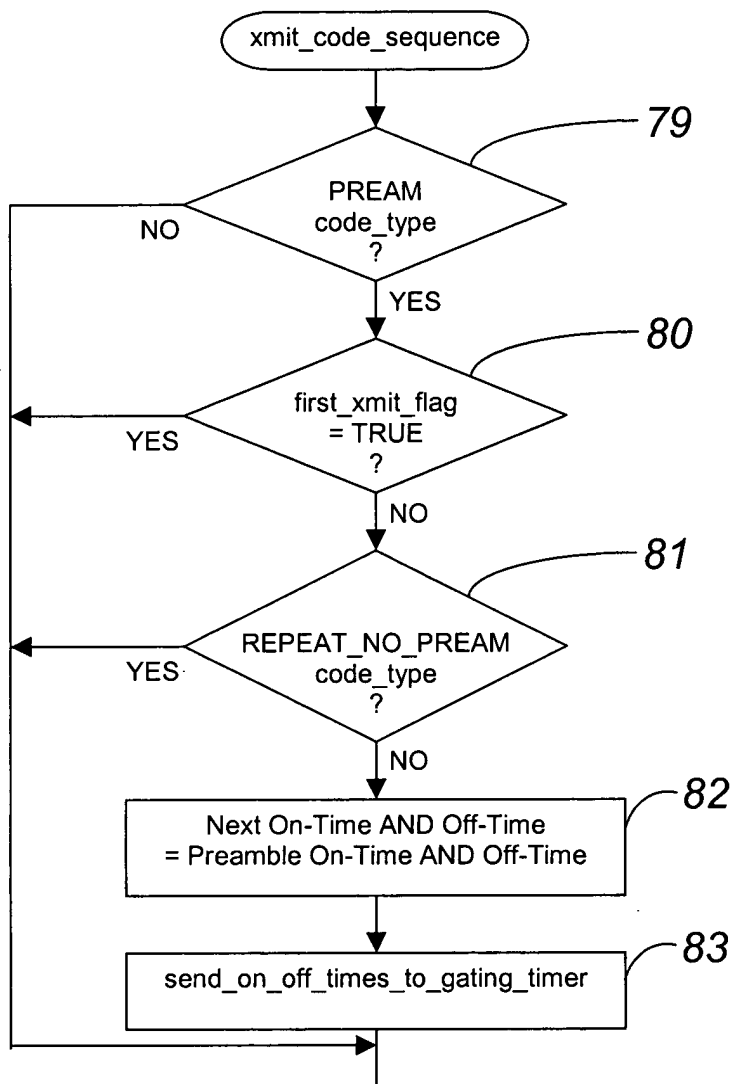 xmit_code_sequence
79
PREAM
code_type
?
NO
YES
80
first_xmit_flag
= TRUE
?
YES
NO
81
REPEAT_NO_PREAM
code_type
?
YES
NO
82
Next On-Time AND Off-Time
= Preamble On-Time AND Off-Time
83
send_on_off_times_to_gating_timer